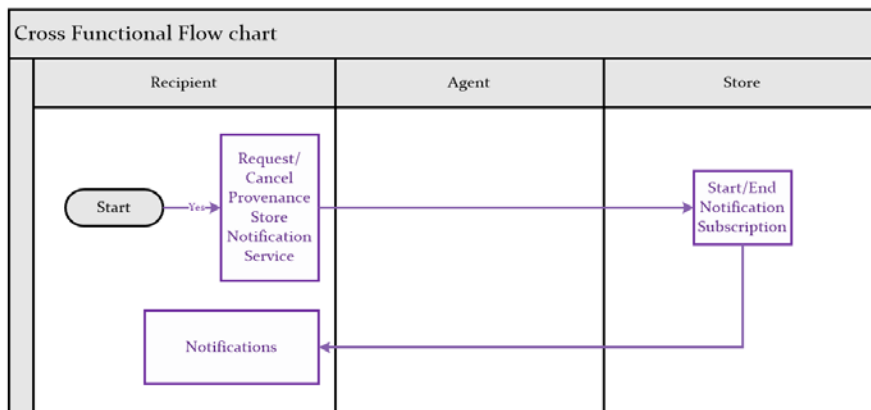 Cross Functional Flow chart
Recipient
Agent
Store
Start
Yes
Request/
Cancel
Provenance
Store
Notification
Service
Start/End
Notification
Subscription
Notifications